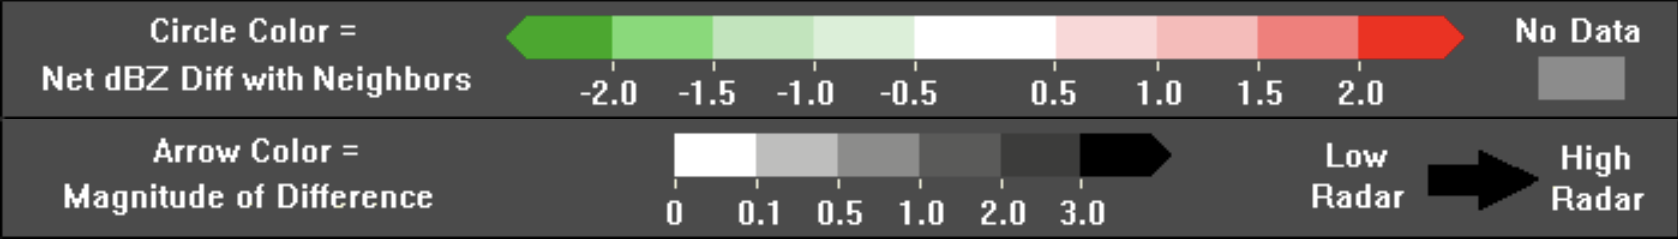 Circle Color =
Net dBZ Diff with Neighbors
-2.0 -1.5 -1.0 -0.5 0.5 1.0 1.5 2.0
No Data
Arrow Color =
Magnitude of Difference
0 0.1 0.5 1.0 2.0 3.0
Low
Radar
High
Radar